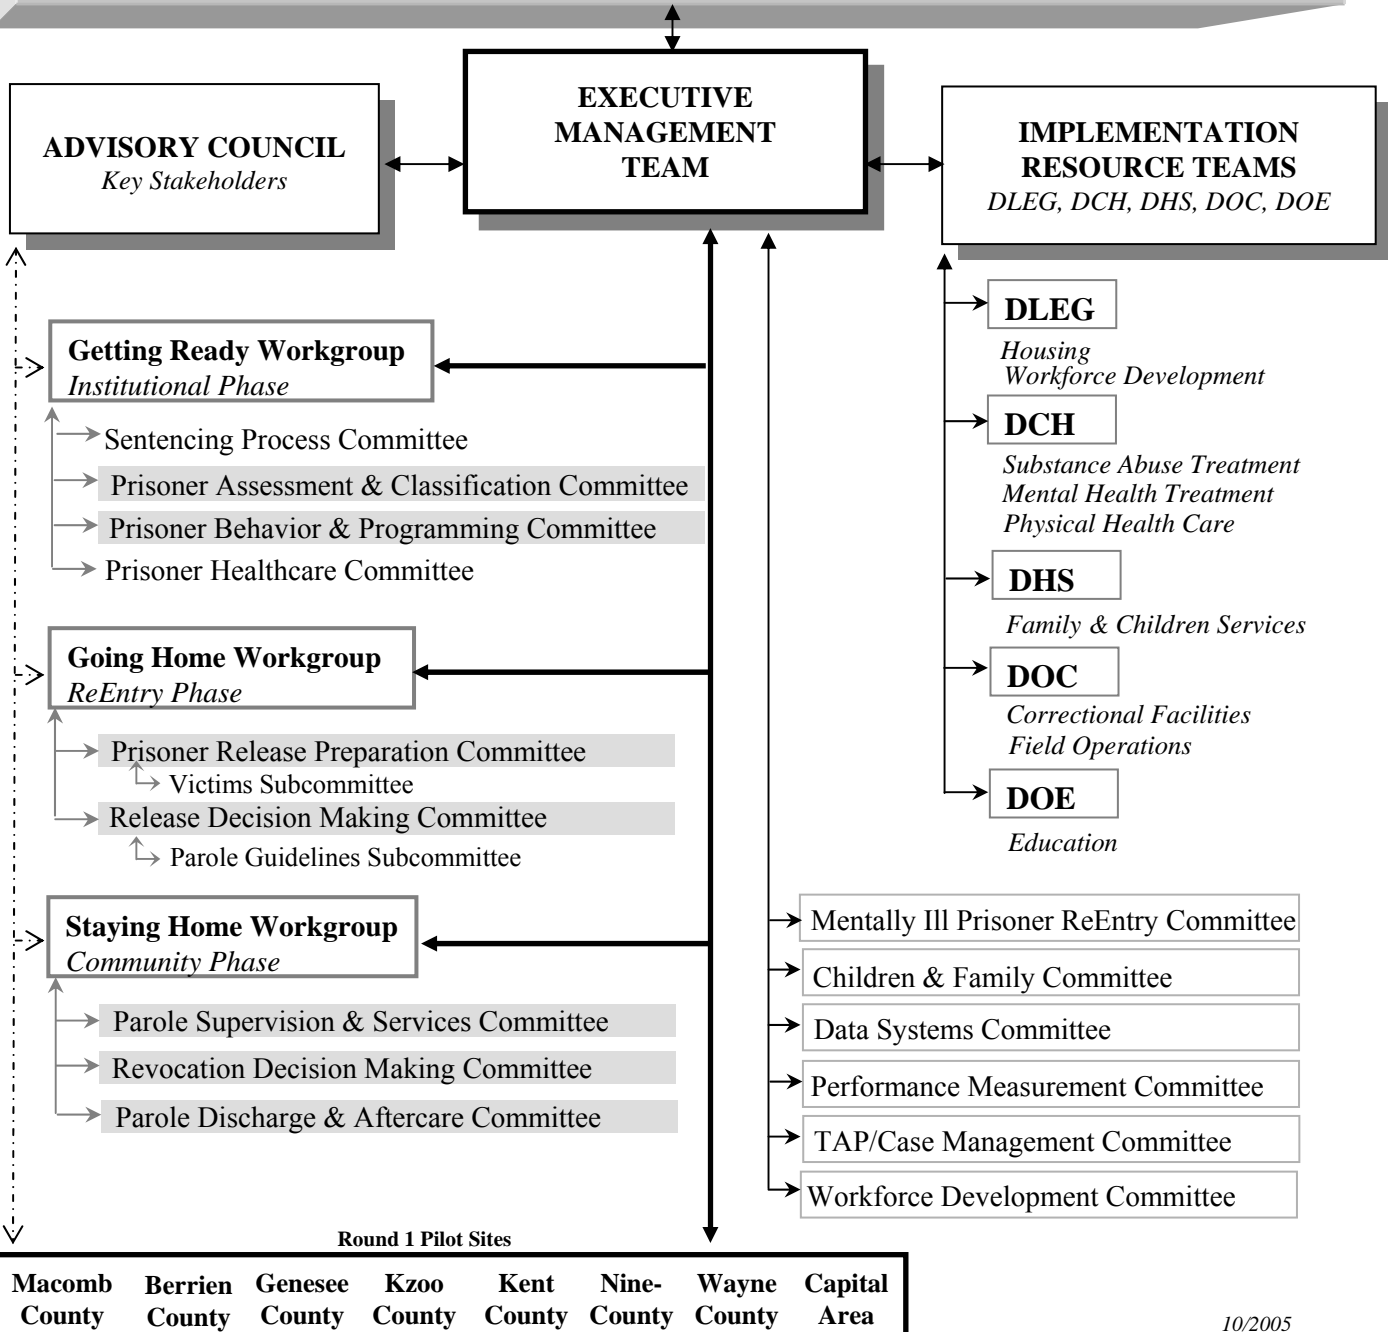 EXECUTIVE
MANAGEMENT
TEAM
ADVISORY COUNCIL
Key Stakeholders
IMPLEMENTATION
RESOURCE TEAMS
DLEG, DCH, DHS, DOC, DOE
Getting Ready Workgroup
Institutional Phase
Sentencing Process Committee
Prisoner Assessment & Classification Committee
Prisoner Behavior & Programming Committee
Prisoner Healthcare Committee
Going Home Workgroup
ReEntry Phase
Prisoner Release Preparation Committee
Victims Subcommittee
Release Decision Making Committee
Parole Guidelines Subcommittee
Staying Home Workgroup
Community Phase
Parole Supervision & Services Committee
Revocation Decision Making Committee
Parole Discharge & Aftercare Committee
DLEG
Housing
Workforce Development
DCH
Substance Abuse Treatment
Mental Health Treatment
Physical Health Care
DHS
Family & Children Services
DOC
Correctional Facilities
Field Operations
DOE
Education
Mentally Ill Prisoner ReEntry Committee
Children & Family Committee
Data Systems Committee
Performance Measurement Committee
TAP/Case Management Committee
Workforce Development Committee
Round 1 Pilot Sites
Macomb
County
Berrien
County
Genesee
County
Kzoo
County
Kent
County
Nine-
County
Wayne
County
Capital
Area
10/2005